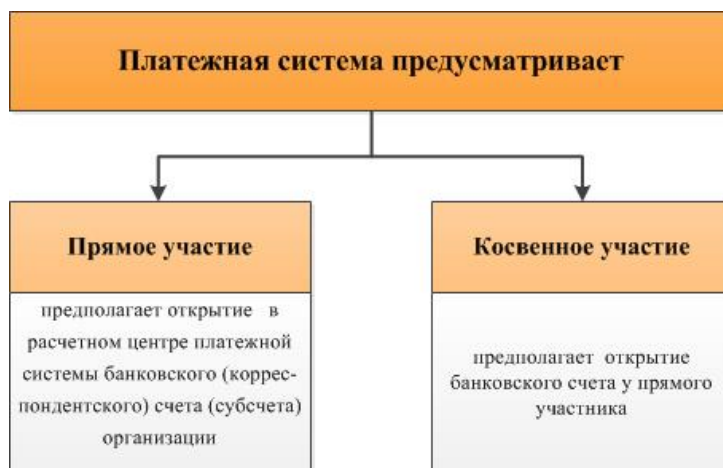 Платежная система предусматривает
Прямое участие
предполагает открытие в
расчетном центре платежной
системы банковского (коррес-
пондентского) счета (субсчета)
организации
Косвенное участие
предполагает открытие
банковского счета у прямого
участника